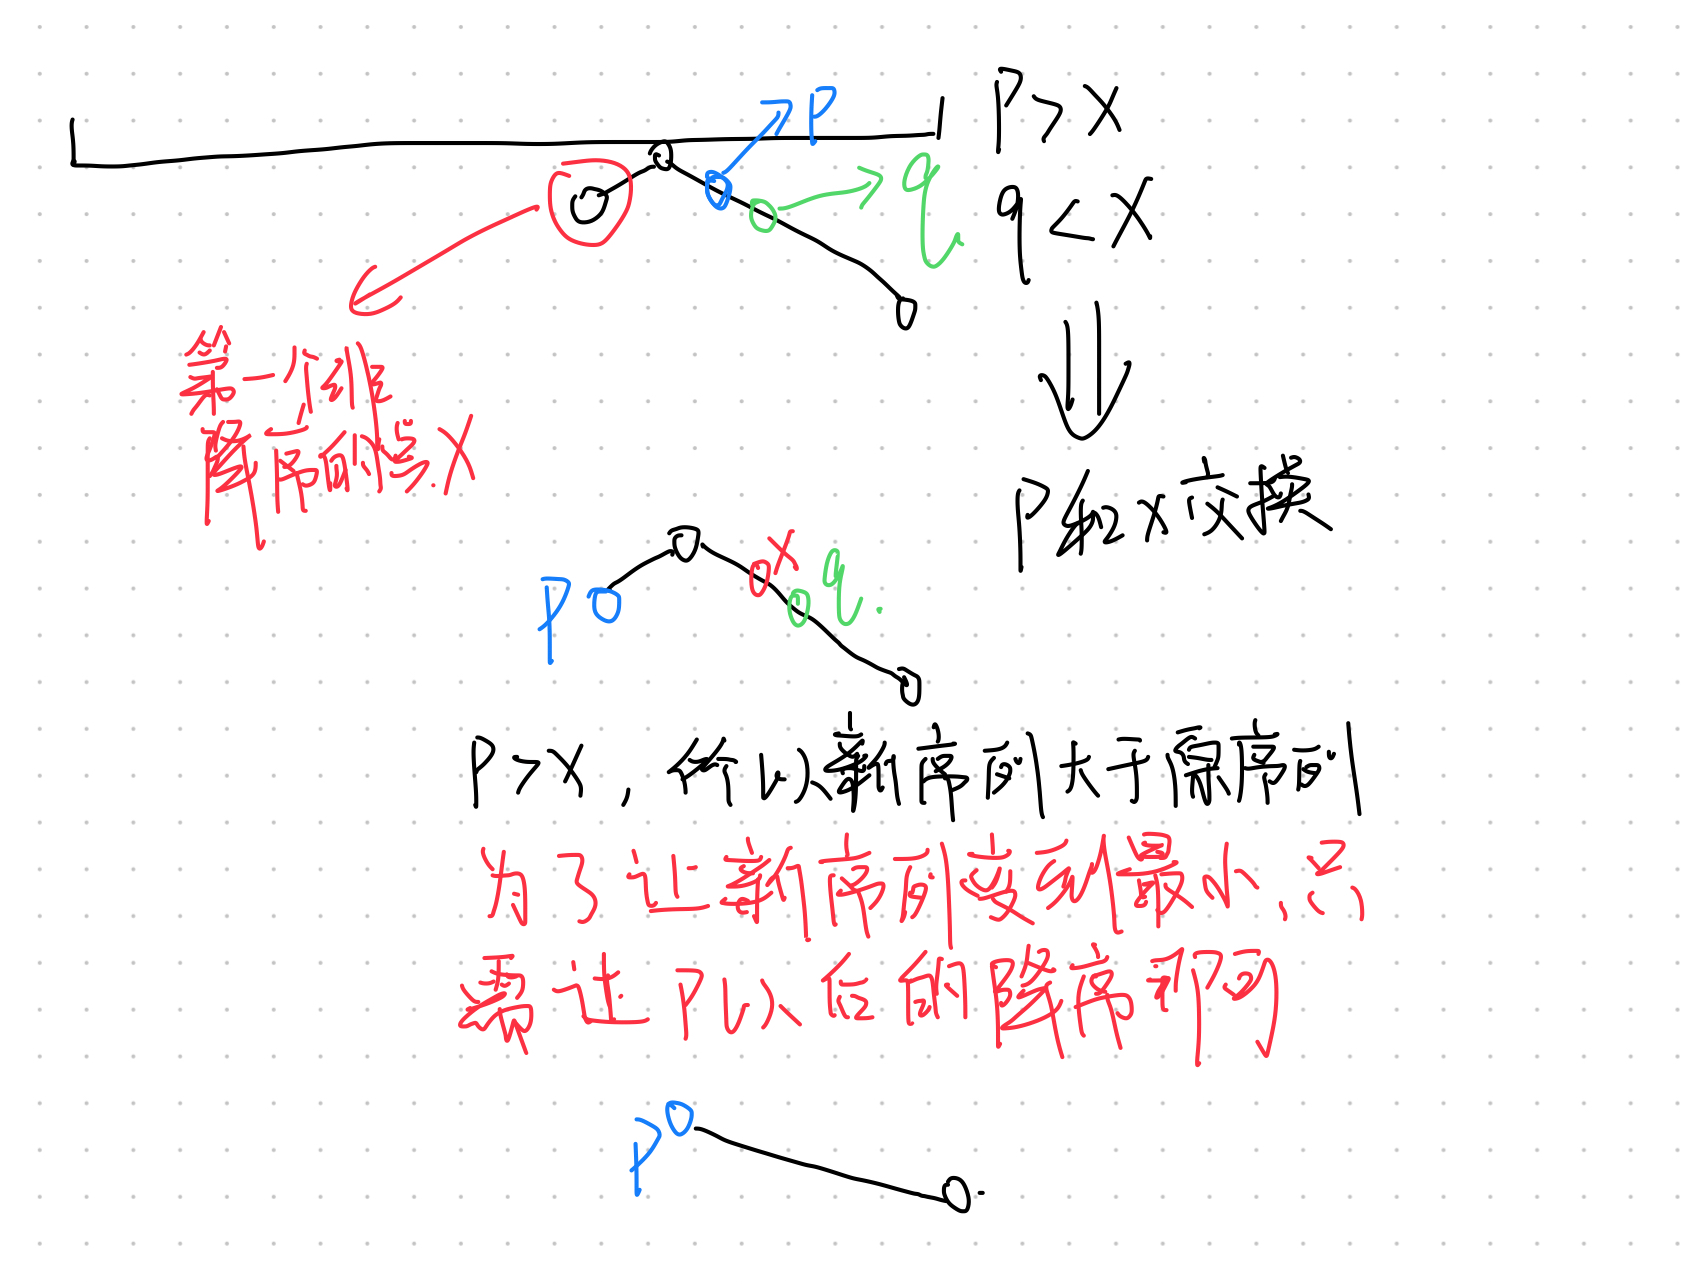 p
P > X
q
q < X
第一个非
降序的点X
P和X交换
x
q
P
P > X，所以新序列大于原序列
为了让新序列变到最小，只
需让P以后的降序即可
P